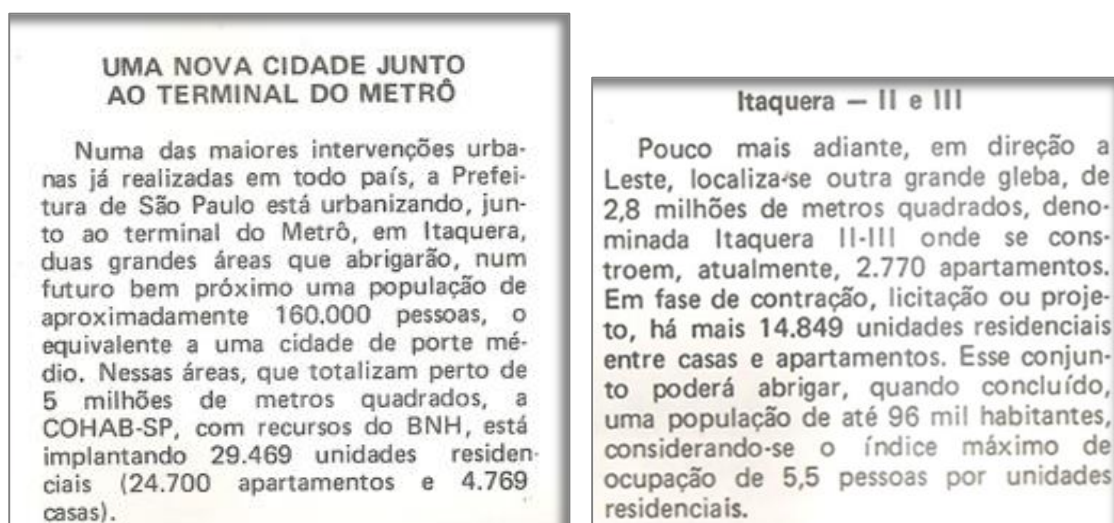 UMA NOVA CIDADE JUNTO
AO TERMINAL DO METRÔ
Numa das maiores intervenções urba-
nas já realizadas em todo país, a Prefei-
tura de São Paulo está urbanizando, jun-
to ao terminal do Metrô, em Itaquera,
duas grandes áreas que abrigarão, num
futuro bem próximo uma população de
aproximadamente 160.000 pessoas, o
equivalente a uma cidade de porte mé-
dio. Nessas áreas, que totalizam perto de
5 milhões de metros quadrados, a
COHAB-SP, com recursos do BNH, está
implantando 29.469 unidades residen-
ciais (24.700 apartamentos e 4.769
casas).
Itaquera — II e III
Pouco mais adiante, em direção a
Leste, localiza-se outra grande gleba, de
2,8 milhões de metros quadrados, deno-
minada Itaquera II-III onde se cons-
troem, atualmente, 2.770 apartamentos.
Em fase de contração, licitação ou proje-
to, há mais 14.849 unidades residenciais
entre casas e apartamentos. Esse conjun-
to poderá abrigar, quando concluído,
uma população de até 96 mil habitantes,
considerando-se o índice máximo de
ocupação de 5,5 pessoas por unidades
residenciais.